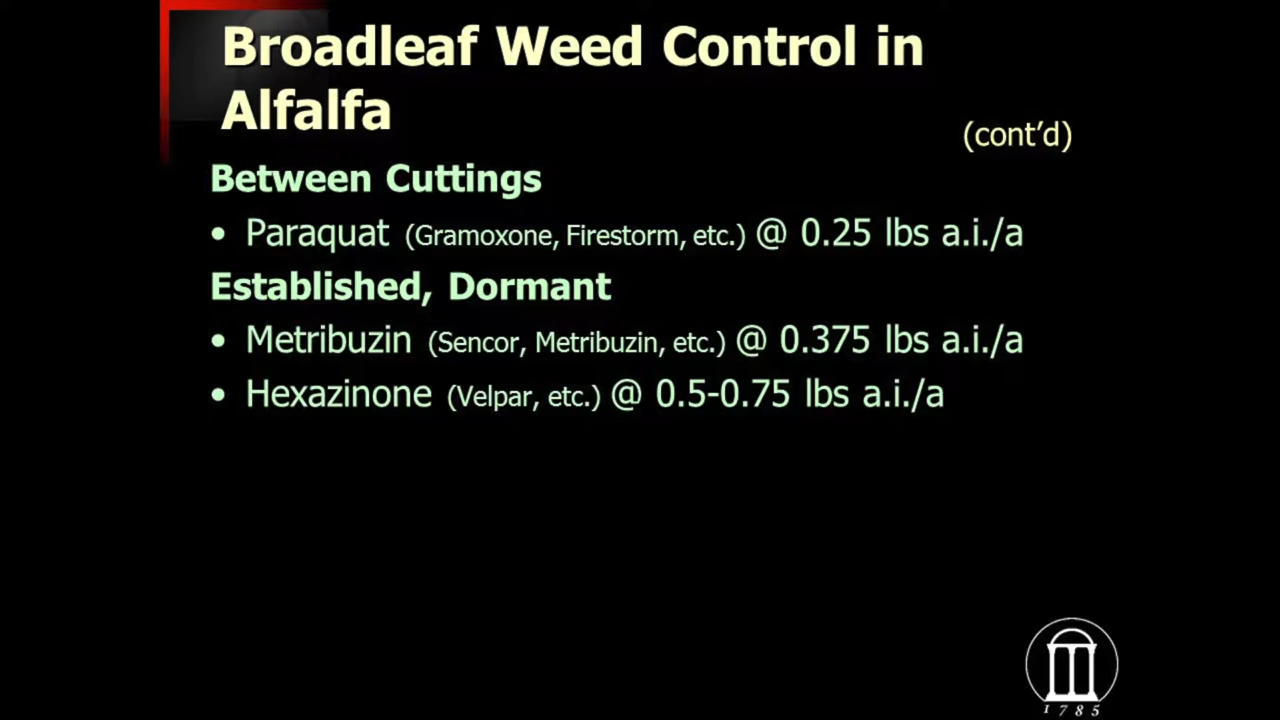 Broadleaf Weed Control in
Alfalfa
(cont’d)
Between Cuttings
• Paraquat (Gramoxone, Firestorm, etc.) @ 0.25 lbs a.i./a
Established, Dormant
• Metribuzin (Sencor, Metribuzin, etc.) @ 0.375 lbs a.i./a
• Hexazinone (Velpar, etc.) @ 0.5-0.75 lbs a.i./a
1785